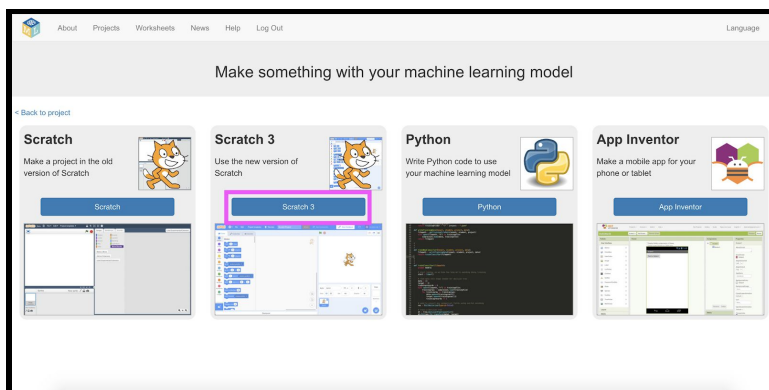 About Projects Worksheets News Help Log Out Language
Make something with your machine learning model
< Back to project
Scratch
Make a project in the old
version of Scratch
Scratch
Scratch 3
Use the new version of
Scratch
Scratch 3
Python
Write Python code to use
your machine learning model
Python
App Inventor
Make a mobile app for your
phone or tablet
App Inventor